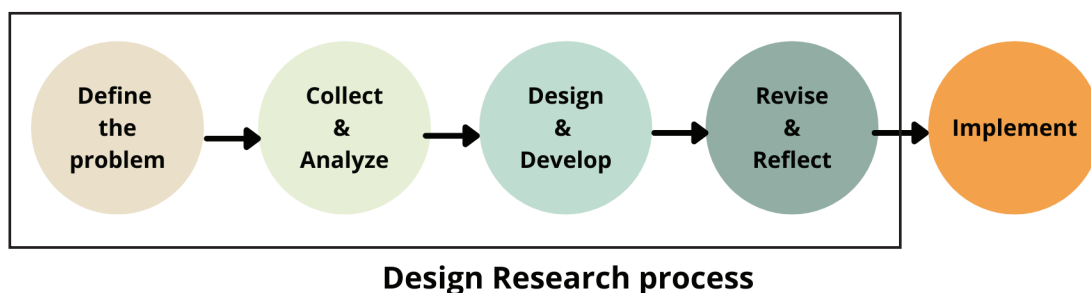 Define
the
problem
Collect
&
Analyze
Design
&
Develop
Revise
&
Reflect
Implement
Design Research process